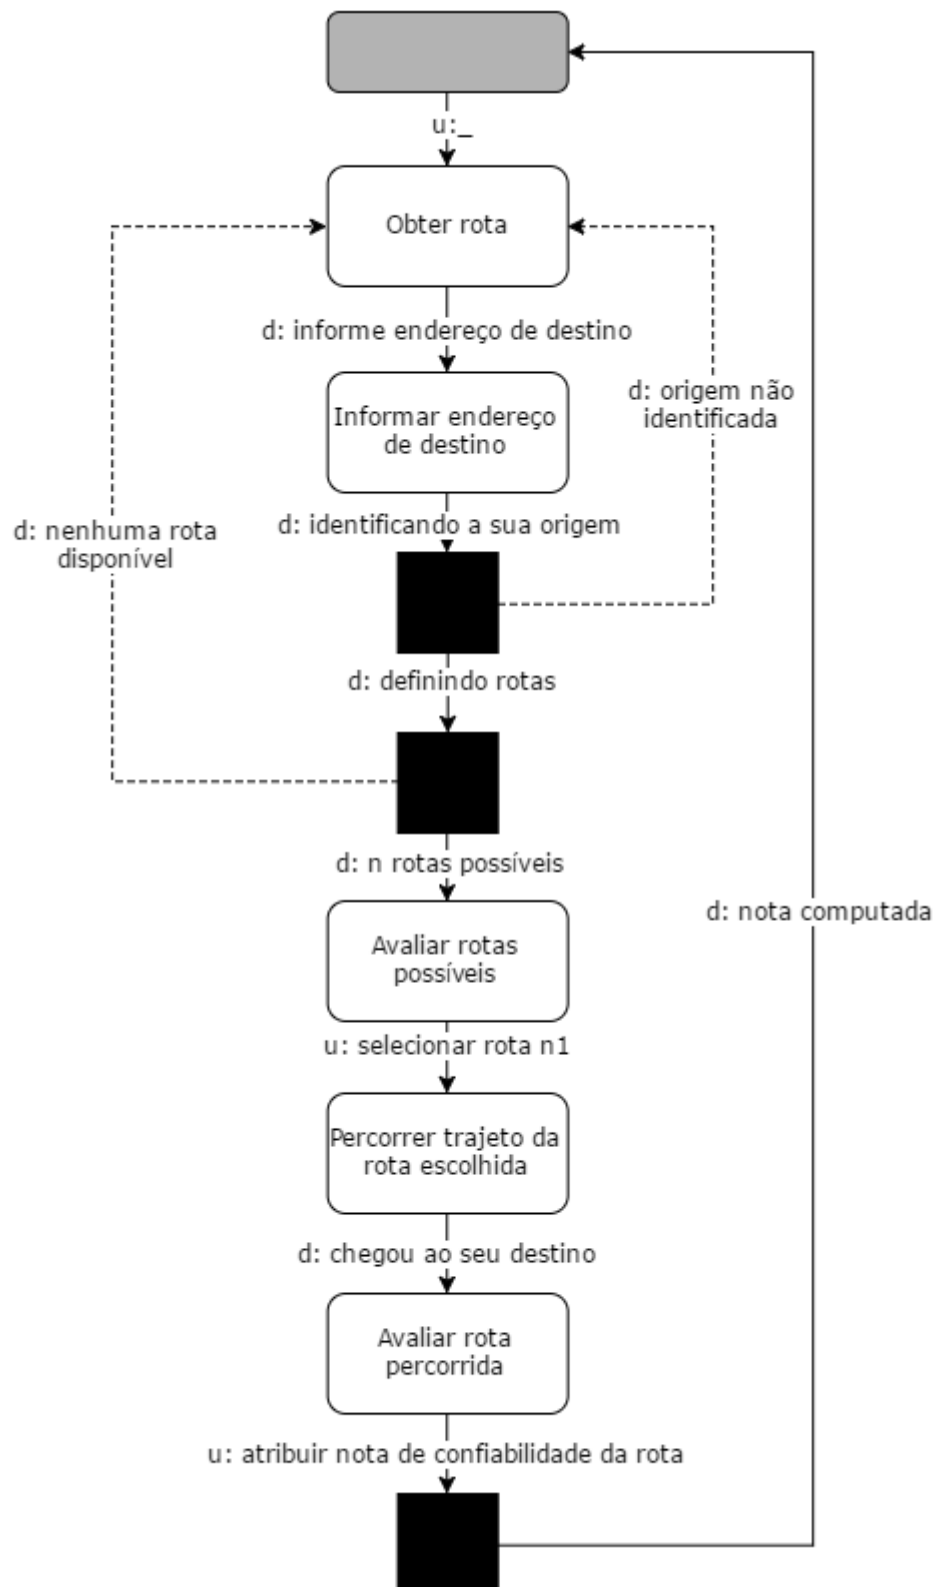 u:_
Obter rota
d: informe endereço de destino
d: origem não
identificada
Informar endereço
de destino
d: nenhuma rota
disponível
d: identificando a sua origem
d: definindo rotas
d: n rotas possíveis
d: nota computada
Avaliar rotas
possíveis
u: selecionar rota n1
Percorrer trajeto da
rota escolhida
d: chegou ao seu destino
Avaliar rota
percorrida
u: atribuir nota de confiabilidade da rota